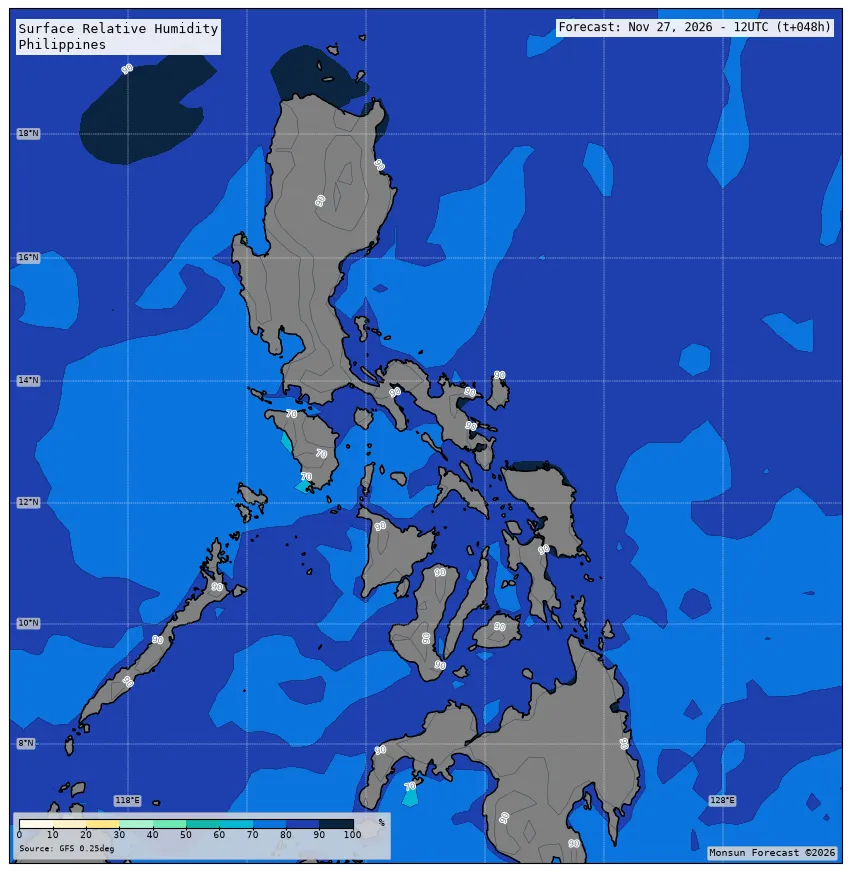 Surface Relative Humidity
Philippines
Forecast: Nov 27, 2026 - 12UTC (t+048h)
90
18°N
90
90
16°N
14°N
90
90
90
70
90
70
70
12°N
90
90
90
90
10°N
90
90
80
90
90
8°N
90
90
70
118°E
128°E
90
90
0 10 20 30 40 50 60 70 80 90 100 %
Source: GFS 0.25deg
Monsun Forecast ©2026